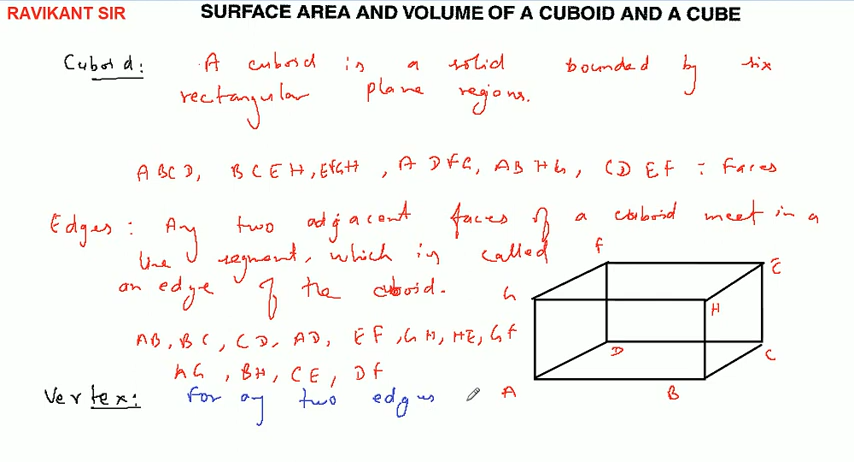 RAVIKANT SIR
SURFACE AREA AND VOLUME OF A CUBOID AND A CUBE
Cuboid: A cuboid is a solid bounded by six
rectangular plane regions.
ABCD, BCEH, EFGH, ADFG, ABHG, CDEF : Faces
Edges: Any two adjacent faces of a cuboid meet in a
line segment, which is called
an edge of the cuboid.
AB, BC, CD, AD, EF, GH, HE, GF
AG, BH, CE, DF
Vertex: For any two edges
F
E
G
H
D
C
A
B